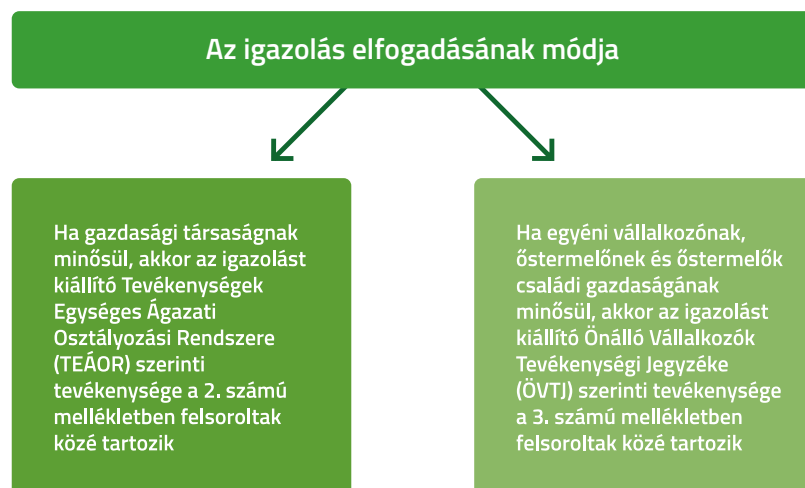 Az igazolás elfogadásának módja
Ha gazdasági társaságnak
minősül, akkor az igazolást
kiállító Tevékenységek
Egységes Ágazati
Osztályozási Rendszere
(TEÁOR) szerinti
tevékenysége a 2. számú
mellékletben felsoroltak
közé tartozik
Ha egyéni vállalkozónak,
őstermelőnek és őstermelők
családi gazdaságának
minősül, akkor az igazolást
kiállító Önálló Vállalkozók
Tevékenységi Jegyzéke
(ÖVTJ) szerinti tevékenysége
a 3. számú mellékletben
felsoroltak közé tartozik